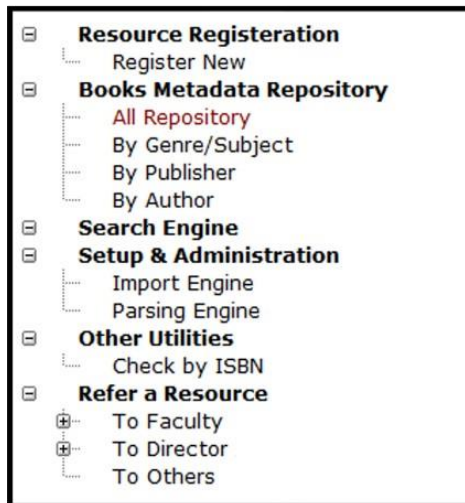 Resource Registeration
Register New
Books Metadata Repository
All Repository
By Genre/Subject
By Publisher
By Author
Search Engine
Setup & Administration
Import Engine
Parsing Engine
Other Utilities
Check by ISBN
Refer a Resource
To Faculty
To Director
To Others